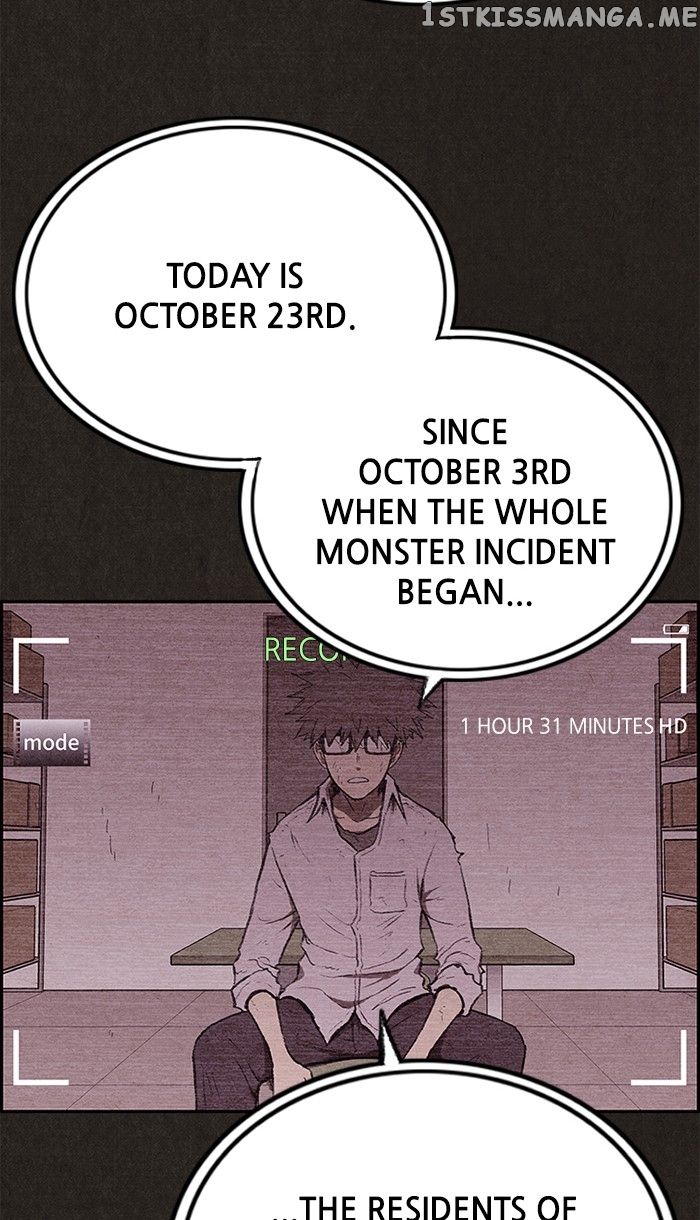 1STKISSMANGA.ME
TODAY IS
OCTOBER 23RD.
SINCE
OCTOBER 3RD
WHEN THE WHOLE
MONSTER INCIDENT
BEGAN...
1 HOUR 31 MINUTES HD
mode
...THE RESIDENTS OF